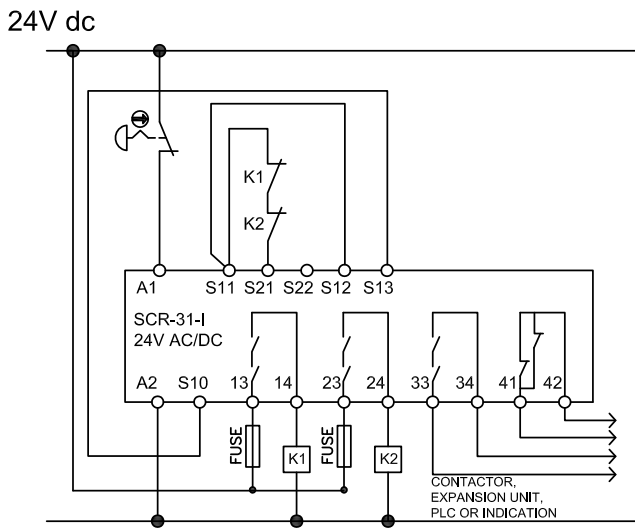 24V dc
K1
K2
A1 S11 S21 S22 S12 S13
SCR-31-I
24V AC/DC
A2 S10 13 14 23 24 33 34 41 42
FUSE K1 FUSE K2
CONTACTOR,
EXPANSION UNIT,
PLC OR INDICATION